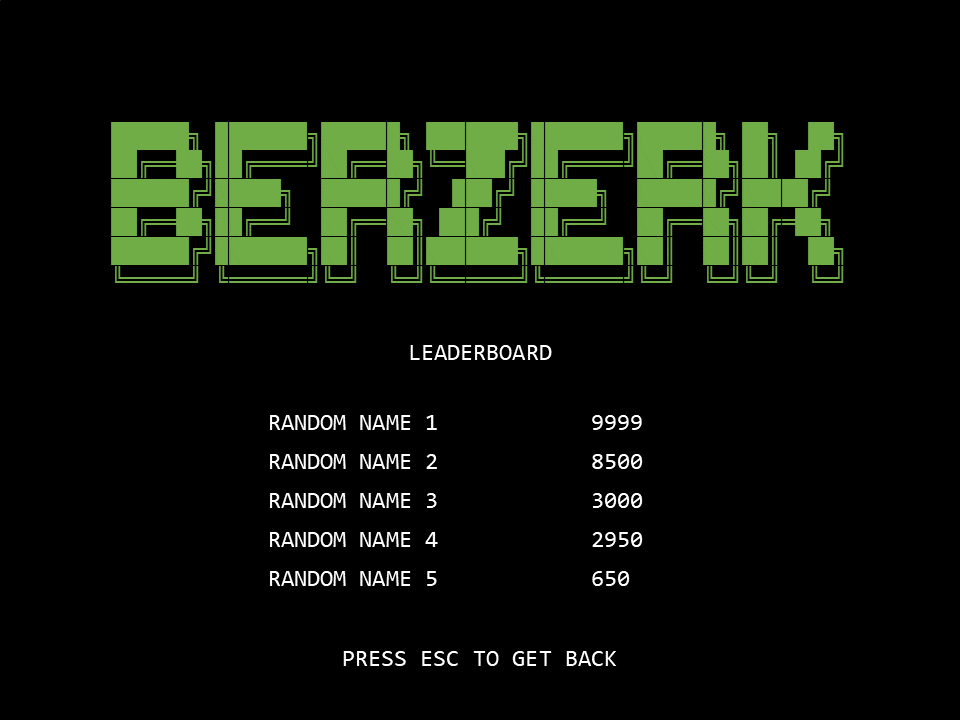 BERZERK
LEADERBOARD
RANDOM NAME 1 9999
RANDOM NAME 2 8500
RANDOM NAME 3 3000
RANDOM NAME 4 2950
RANDOM NAME 5 650
PRESS ESC TO GET BACK